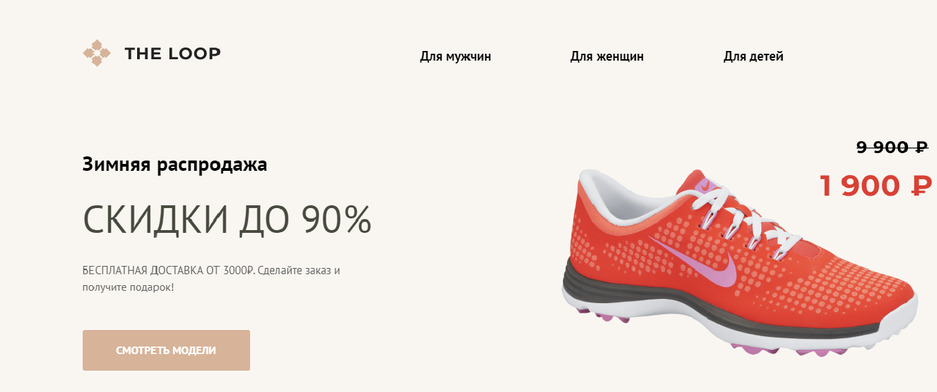 THE LOOP
Для мужчин
Для женщин
Для детей
9 900 ₽
1 900 ₽
Зимняя распродажа
СКИДКИ ДО 90%
БЕСПЛАТНАЯ ДОСТАВКА ОТ 3000₽. Сделайте заказ и
получите подарок!
СМОТРЕТЬ МОДЕЛИ